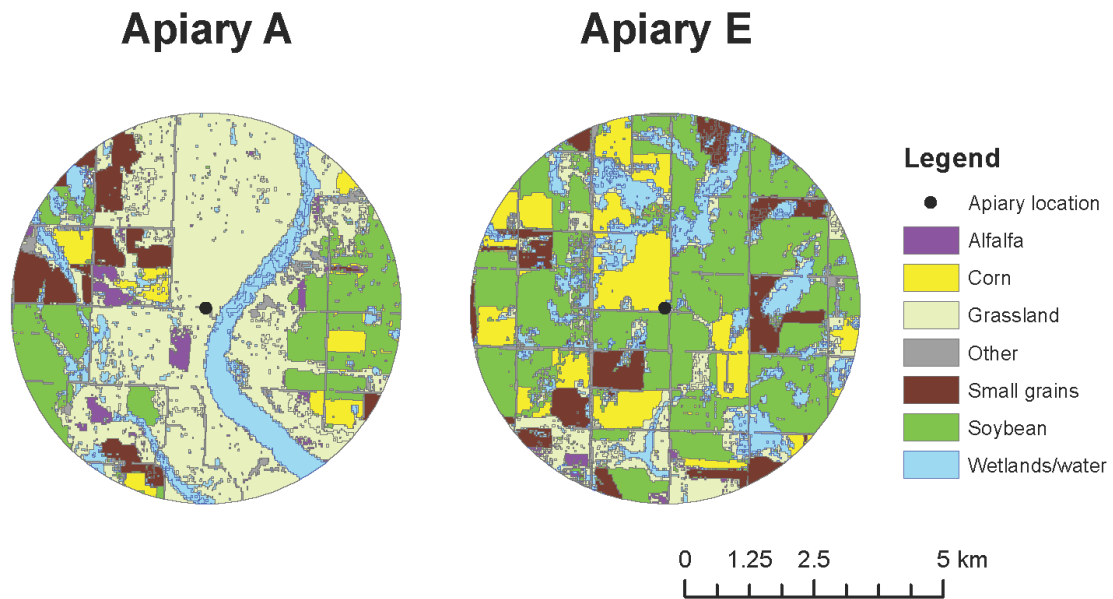 Apiary A
Apiary E
Legend
Apiary location
Alfalfa
Corn
Grassland
Other
Small grains
Soybean
Wetlands/water
0 1.25 2.5 5 km